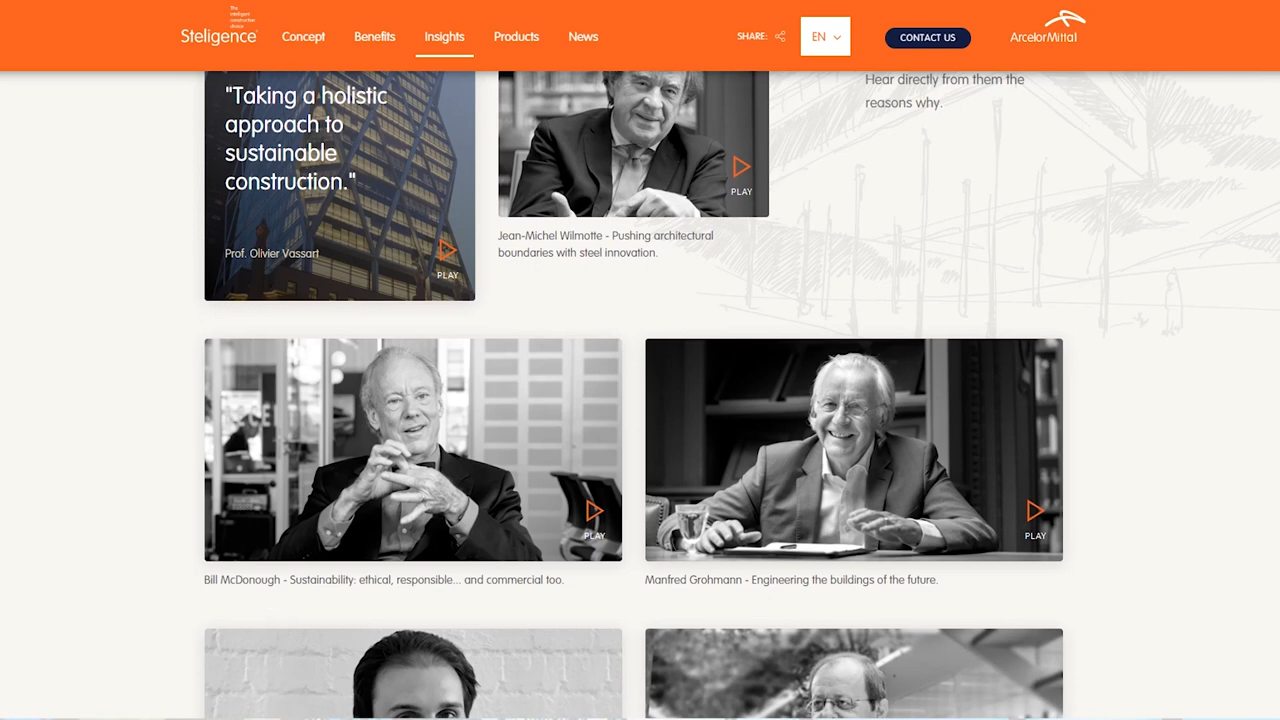 The
inteligent
construction
choice
Steligence
Concept
Benefits
Insights
Products
News
SHARE:
EN
CONTACT US
ArcelorMittal
"Taking a holistic
approach to
sustainable
construction."
Prof. Olivier Vassart
PLAY
PLAY
Jean-Michel Wilmotte - Pushing architectural
boundaries with steel innovation.
Hear directly from them the
reasons why.
PLAY
Bill McDonough - Sustainability: ethical, responsible... and commercial too.
PLAY
Manfred Grohmann - Engineering the buildings of the future.